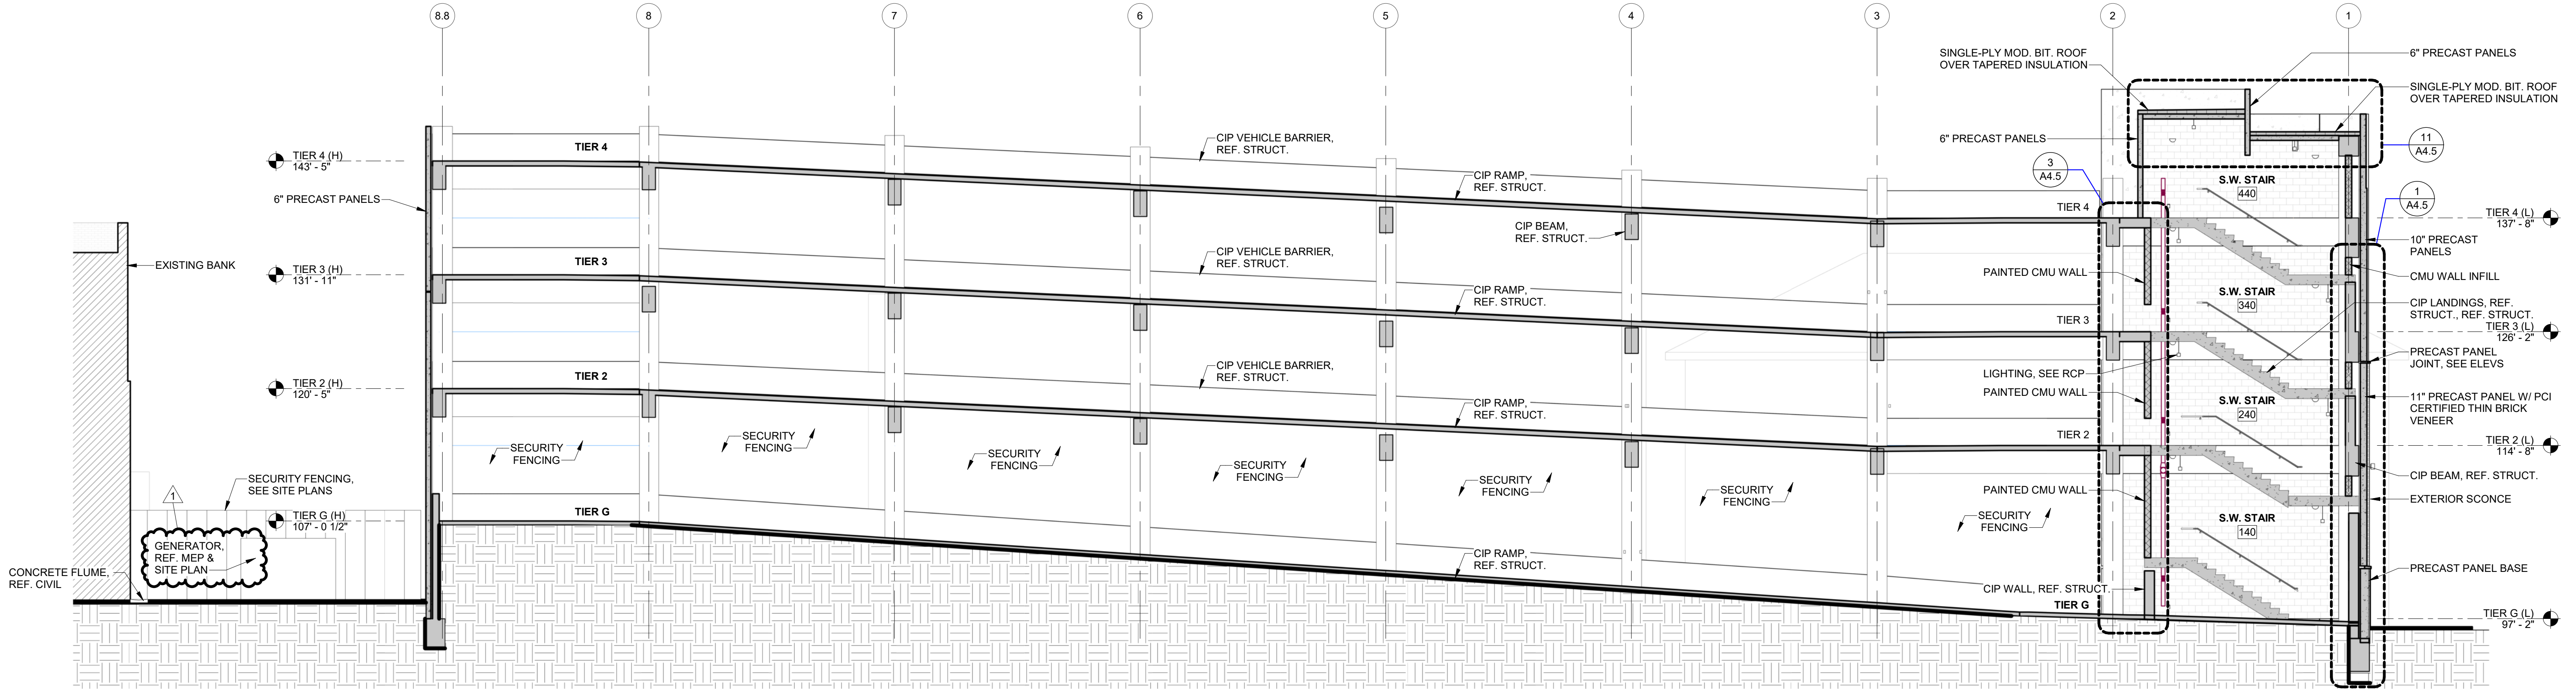 8.8
8
7
6
5
4
3
2
1
SINGLE-PLY MOD. BIT. ROOF
OVER TAPERED INSULATION
6" PRECAST PANELS
SINGLE-PLY MOD. BIT. ROOF
OVER TAPERED INSULATION
6" PRECAST PANELS
11
A4.5
3
A4.5
1
A4.5
TIER 4 (H)
143' - 5"
6" PRECAST PANELS
TIER 3 (H)
131' - 11"
TIER 2 (H)
120' - 5"
TIER G (H)
107' - 0 1/2"
EXISTING BANK
SECURITY FENCING,
SEE SITE PLANS
1
GENERATOR,
REF. MEP &
SITE PLAN
CONCRETE FLUME,
REF. CIVIL
TIER 4
CIP VEHICLE BARRIER,
REF. STRUCT.
CIP RAMP,
REF. STRUCT.
CIP BEAM,
REF. STRUCT.
TIER 4
TIER 3
CIP VEHICLE BARRIER,
REF. STRUCT.
CIP RAMP,
REF. STRUCT.
TIER 3
TIER 2
CIP VEHICLE BARRIER,
REF. STRUCT.
CIP RAMP,
REF. STRUCT.
TIER 2
SECURITY
FENCING
SECURITY
FENCING
SECURITY
FENCING
SECURITY
FENCING
SECURITY
FENCING
SECURITY
FENCING
SECURITY
FENCING
TIER G
CIP RAMP,
REF. STRUCT.
TIER G
PAINTED CMU WALL
LIGHTING, SEE RCP
PAINTED CMU WALL
PAINTED CMU WALL
CIP WALL, REF. STRUCT.
S.W. STAIR
440
S.W. STAIR
340
S.W. STAIR
240
S.W. STAIR
140
TIER 4 (L)
137' - 8"
10" PRECAST
PANELS
CMU WALL INFILL
CIP LANDINGS, REF.
STRUCT., REF. STRUCT.
TIER 3 (L)
126' - 2"
PRECAST PANEL
JOINT, SEE ELEVS
11" PRECAST PANEL W/ PCI
CERTIFIED THIN BRICK
VENEER
TIER 2 (L)
114' - 8"
CIP BEAM, REF. STRUCT.
EXTERIOR SCONCE
PRECAST PANEL BASE
TIER G (L)
97' - 2"